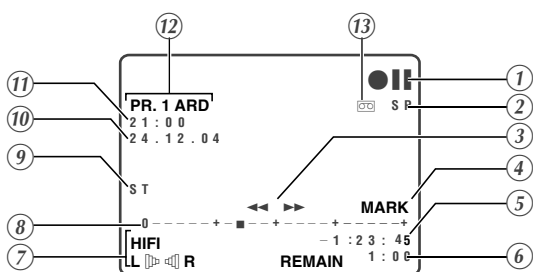 12 13
1
PR. 1 ARD
11
21:00
SP 2
10
24.12.04
3
9
4
ST
MARK
5
8 0-----+-■---+-----+-----+
HIFI
-1:23:45
7 L R REMAIN 1:00 6